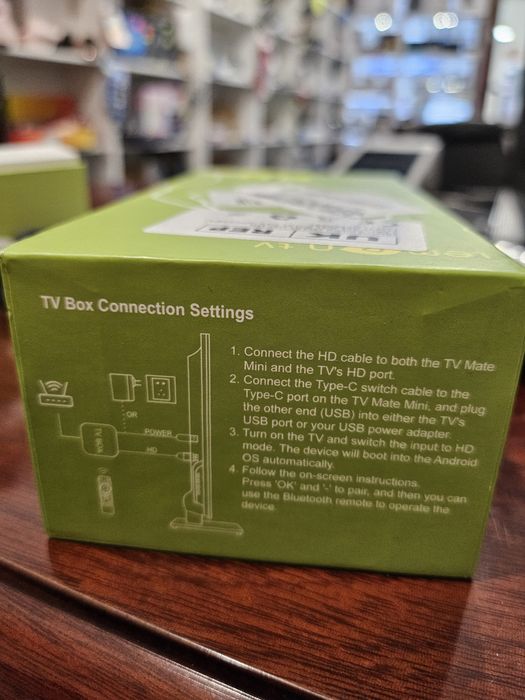 UK REP
TV Box Connection Settings
1. Connect the HD cable to both the TV Mate
Mini and the TV's HD port.
2. Connect the Type-C switch cable to the
Type-C port on the TV Mate Mini, and plug
the other end (USB) into either the TV's
USB port or your USB power adapter.
3. Turn on the TV and switch the input to HD
mode. The device will boot into the Android
OS automatically.
4. Follow the on-screen instructions.
Press 'OK' and '-' to pair, and then you can
use the Bluetooth remote to operate the
device.
OR
POWER
TV BOX
HD